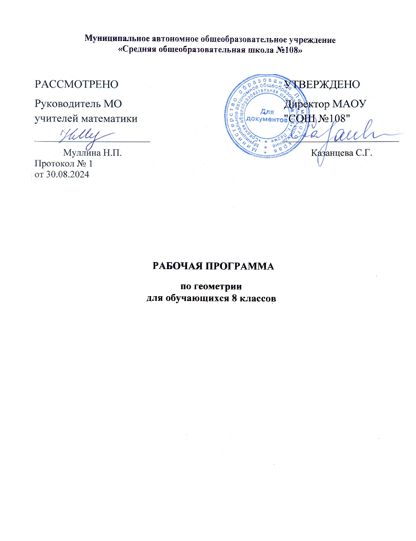 Муниципальное автономное общеобразовательное учреждение
«Средняя общеобразовательная школа №108»
РАССМОТРЕНО
Руководитель МО
учителей математики
Муллина Н.П.
Протокол № 1
от 30.08.2024
УТВЕРЖДЕНО
Директор МАОУ
"СОШ №108"
Казанцева С.Г.
Для
документов
РАБОЧАЯ ПРОГРАММА
по геометрии
для обучающихся 8 классов